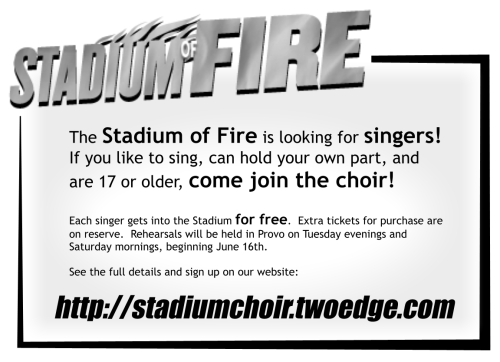 STADIUM OF FIRE
The Stadium of Fire is looking for singers!
If you like to sing, can hold your own part, and
are 17 or older, come join the choir!
Each singer gets into the Stadium for free. Extra tickets for purchase are
on reserve. Rehearsals will be held in Provo on Tuesday evenings and
Saturday mornings, beginning June 16th.
See the full details and sign up on our website:
http://stadiumchoir.twoedge.com